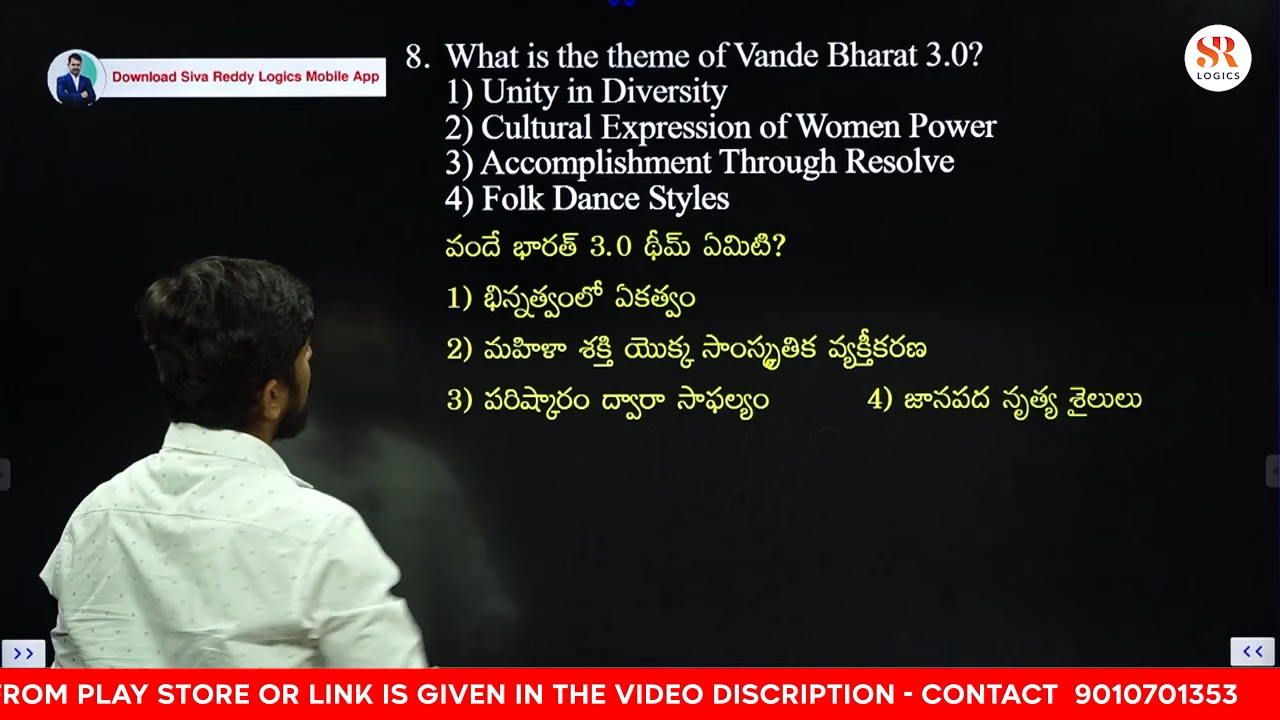 Download Siva Reddy Logics Mobile App
SR
LOGICS
8. What is the theme of Vande Bharat 3.0?
1) Unity in Diversity
2) Cultural Expression of Women Power
3) Accomplishment Through Resolve
4) Folk Dance Styles
వందే భారత్ 3.0 థీమ్ ఏమిటి?
1) భిన్నత్వంలో ఏకత్వం
2) మహిళా శక్తి యొక్క సాంస్కృతిక వ్యక్తీకరణ
3) పరిష్కారం ద్వారా సాఫల్యం 4) జానపద నృత్య శైలులు
>> <<
FROM PLAY STORE OR LINK IS GIVEN IN THE VIDEO DISCRIPTION - CONTACT 9010701353